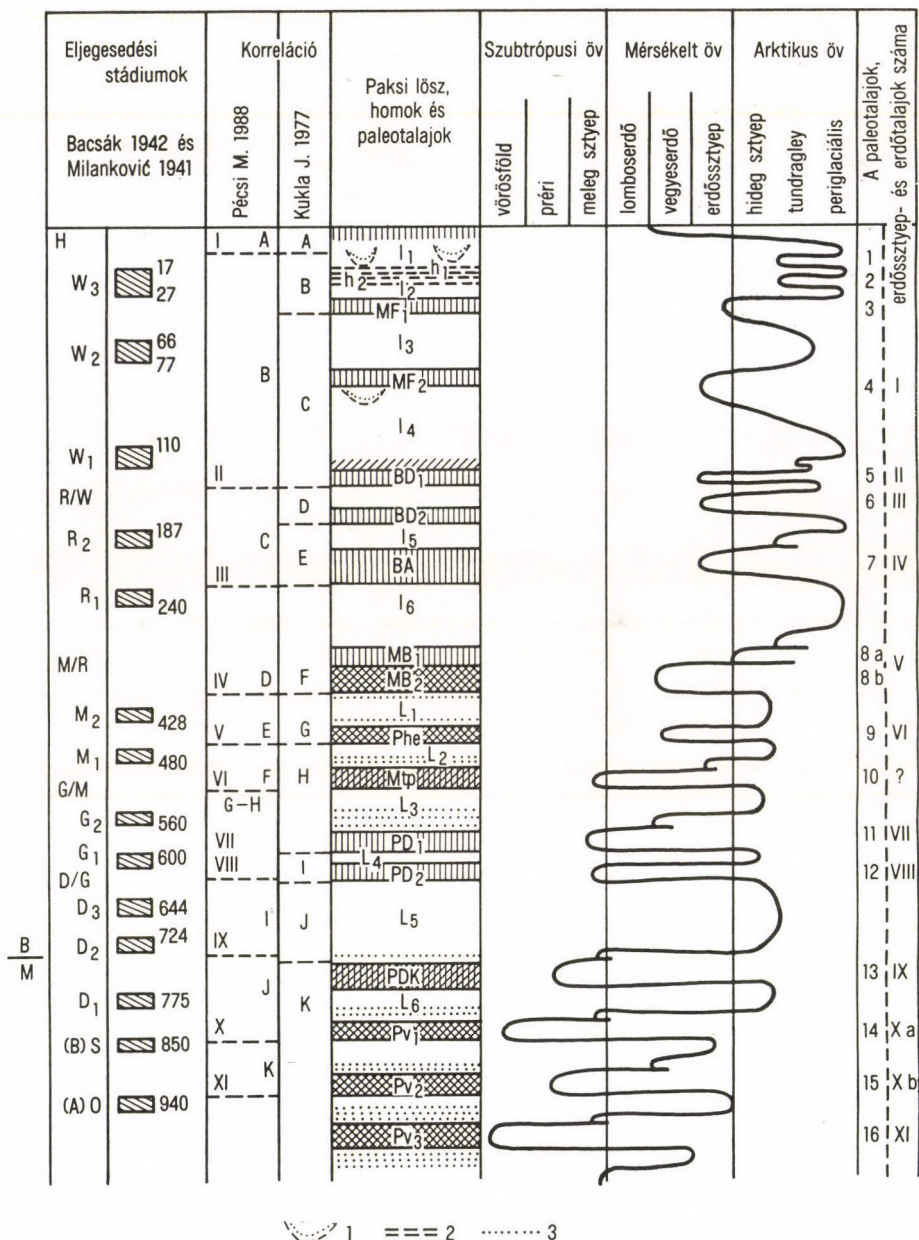 Eljegesedési
stádiumok
Bacsák 1942 és
Milanković 1941
Korreláció
Pécsi M. 1988
Kukla J. 1977
Paksi lösz,
homok és
paleotalajok
Szubtrópusi öv
Mérsékelt öv
Arktikus öv
vörösföld
préri
meleg sztyep
lomboserdő
vegyeserdő
erdőssztyep
hideg sztyep
tundragley
periglaciális
A paleotalajok,
erdőssztyep- és erdőtalajok száma
H I A A l1 1
h1
h2
W3 17 B l2 2
27
MF1 3
W2 66 l3
77
B MF2 4 I
C
l4
W1 110
II BD1 5 II
R/W D 6 III
BD2
R2 187 C l5
E
III BA 7 IV
R1 240 l6
MB1 8 a
M/R V
IV D F MB2 8 b
M2 428 L1
V E G Phe 9 VI
M1 480 L2
VI F H Mtp 10 ?
G/M
G-H L3
G2 560
VII PD1 11 VII
G1 600 L4
VIII I PD2 12 VIII
D/G
D3 644
I J L5
B
M
D2 724 IX
PDK 13 IX
J
D1 775 K L6
X Pv1 14 X a
(B) S 850
K
XI Pv2 15 X b
(A) O 940
Pv3 16 XI
1 2 3